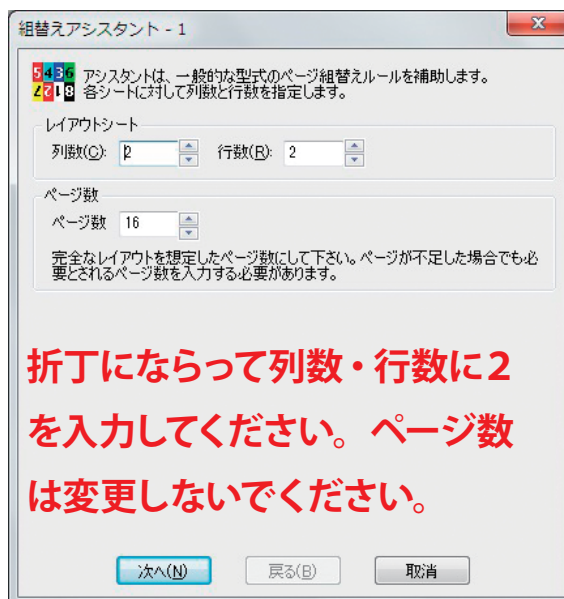 組替えアシスタント - 1
アシスタントは、一般的な型式のページ組替えルールを補助します。
各シートに対して列数と行数を指定します。
レイアウトシート
列数(C): 2 行数(R): 2
ページ数
ページ数 16
完全なレイアウトを想定したページ数にして下さい。ページが不足した場合でも必
要とされるページ数を入力する必要があります。
折丁にならって列数・行数に２
を入力してください。ページ数
は変更しないでください。
次へ(N) 戻る(B) 取消